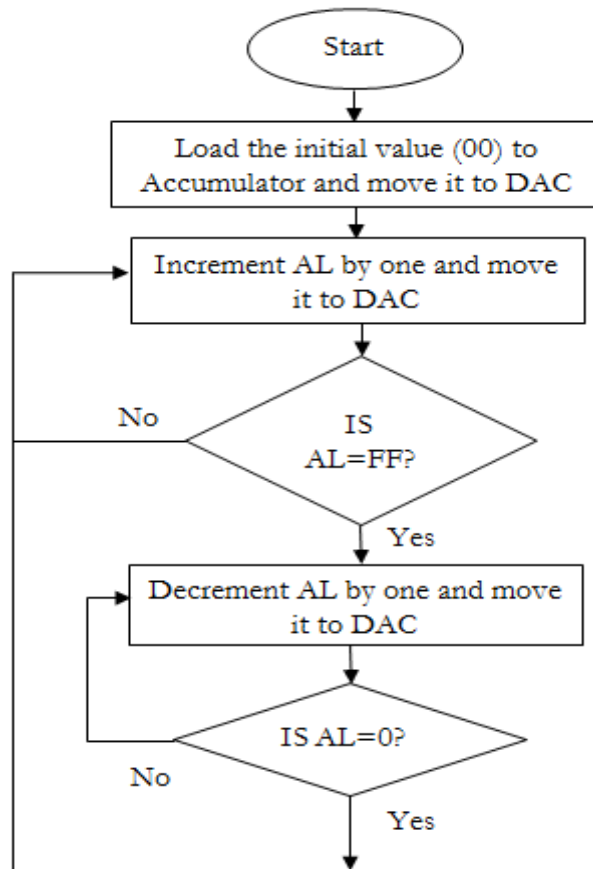 Start
Load the initial value (00) to
Accumulator and move it to DAC
Increment AL by one and move
it to DAC
No
IS
AL=FF?
Yes
Decrement AL by one and move
it to DAC
IS AL=0?
No
Yes